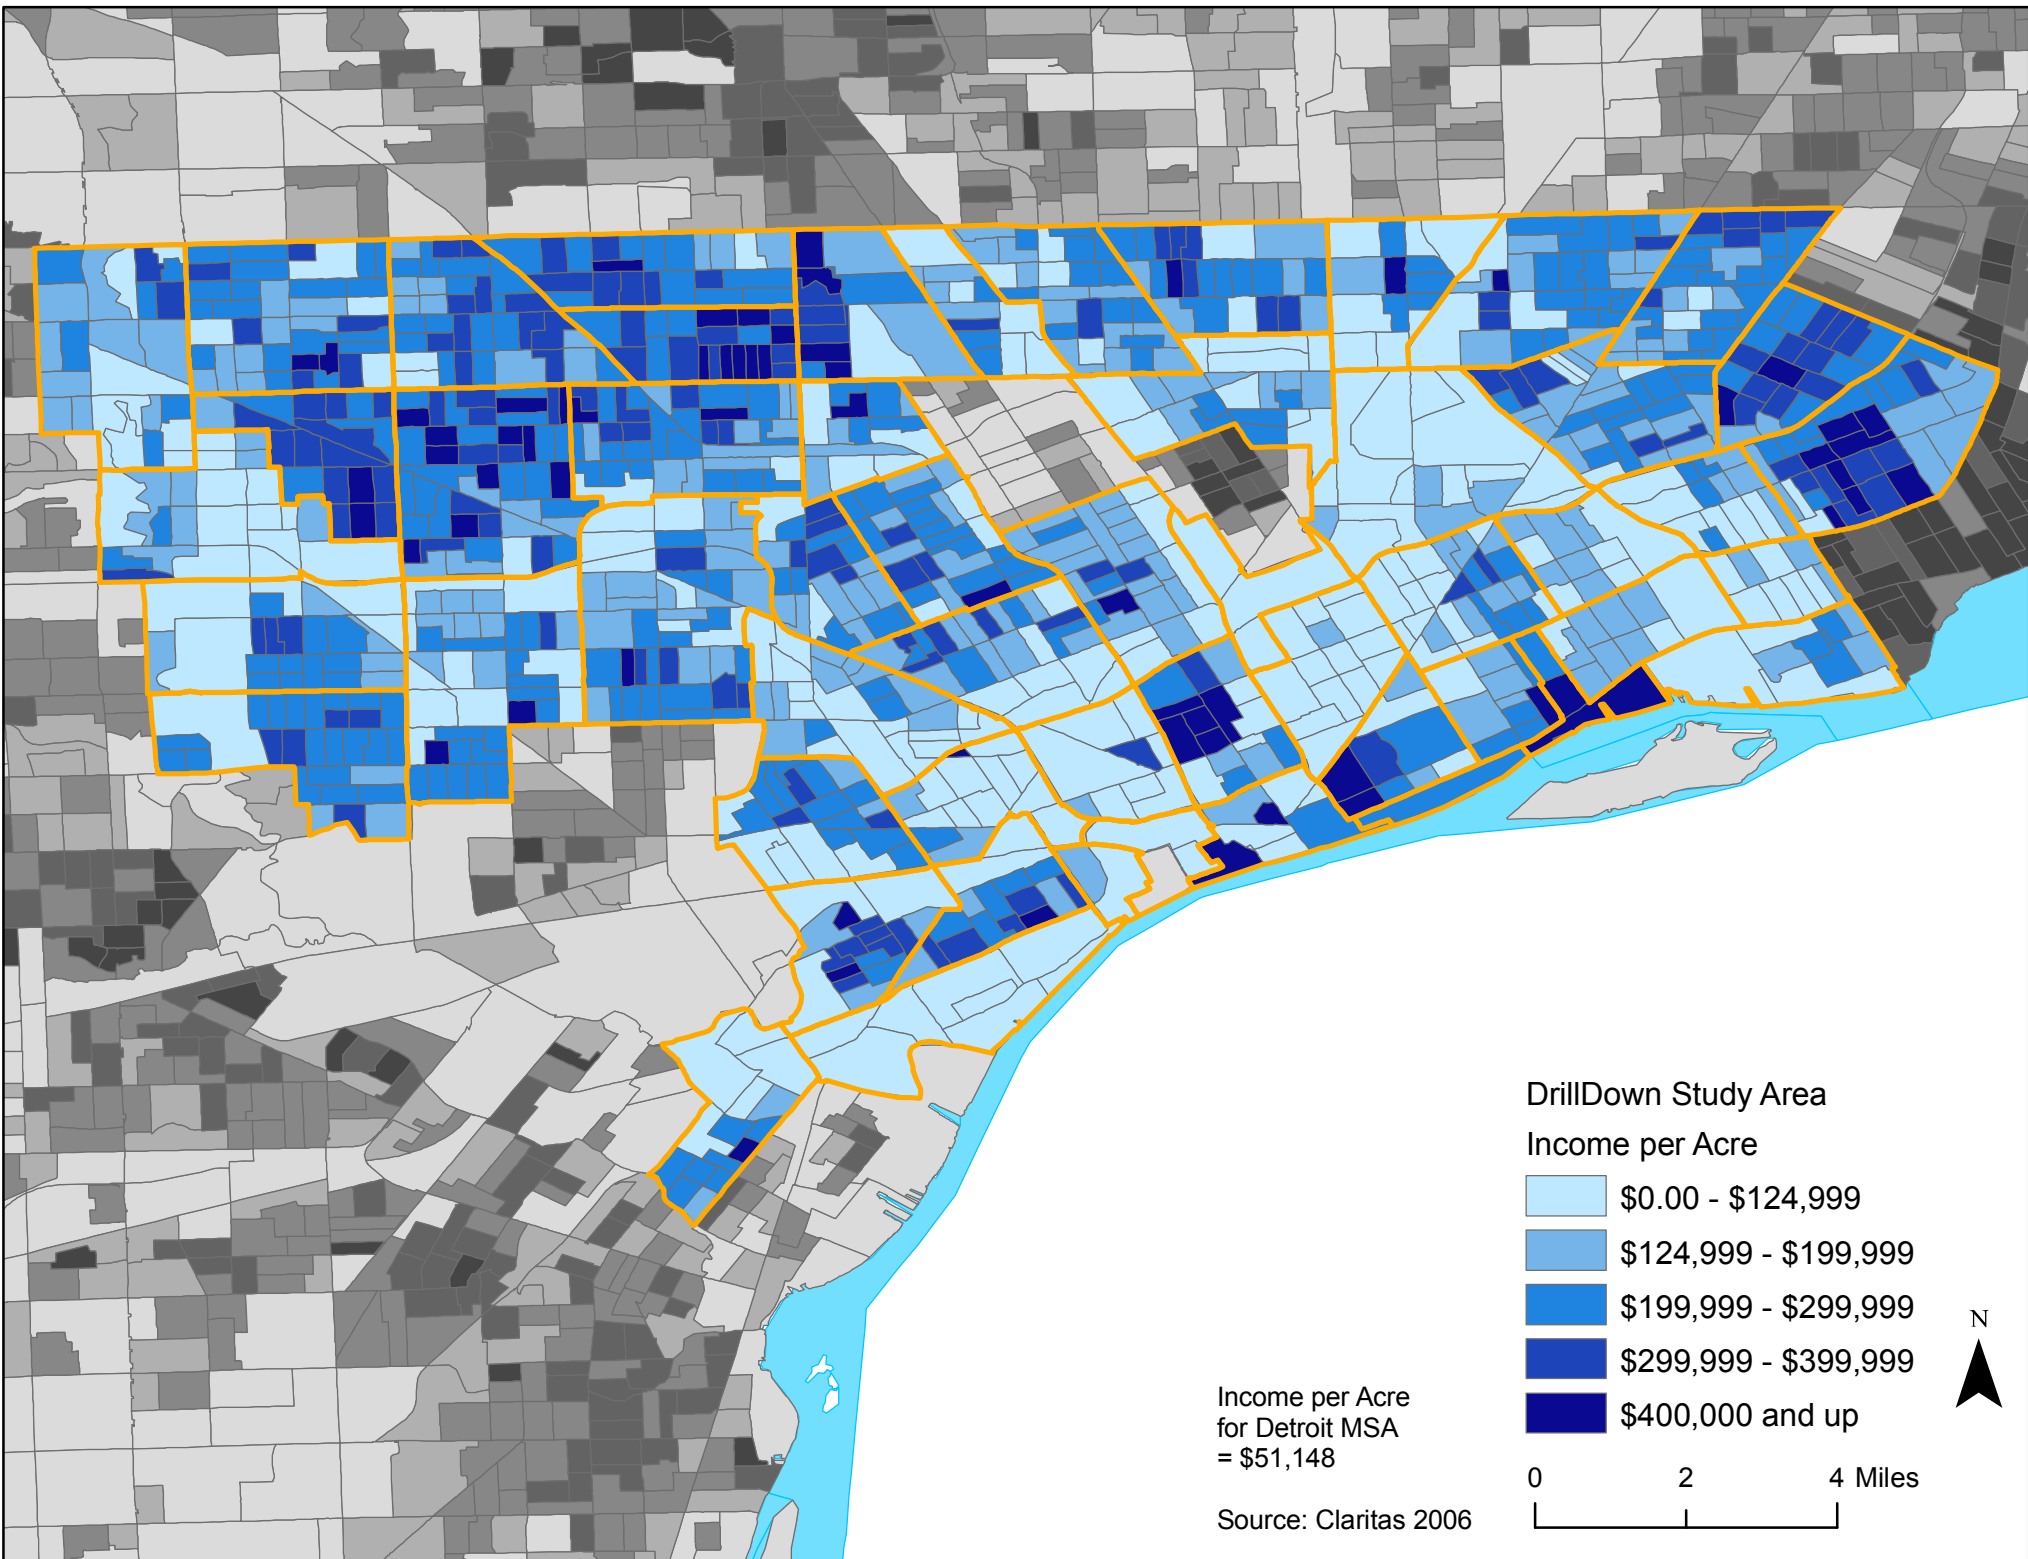 DrillDown Study Area
Income per Acre
$0.00 - $124,999
$124,999 - $199,999
$199,999 - $299,999
$299,999 - $399,999
$400,000 and up
N
Income per Acre
for Detroit MSA
= $51,148
0 2 4 Miles
Source: Claritas 2006